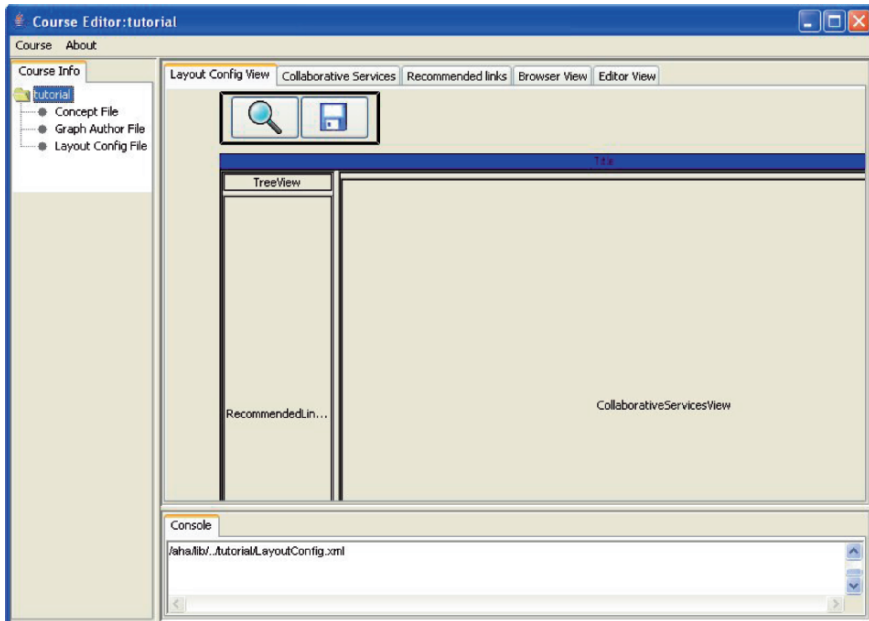 Course Editor:tutorial
Course About
Course Info
tutorial
Concept File
Graph Author File
Layout Config File
Layout Config View Collaborative Services Recommended links Browser View Editor View
Title
TreeView
RecommendedLin...
CollaborativeServicesView
Console
/aha/lib/../tutorial/LayoutConfig.xml